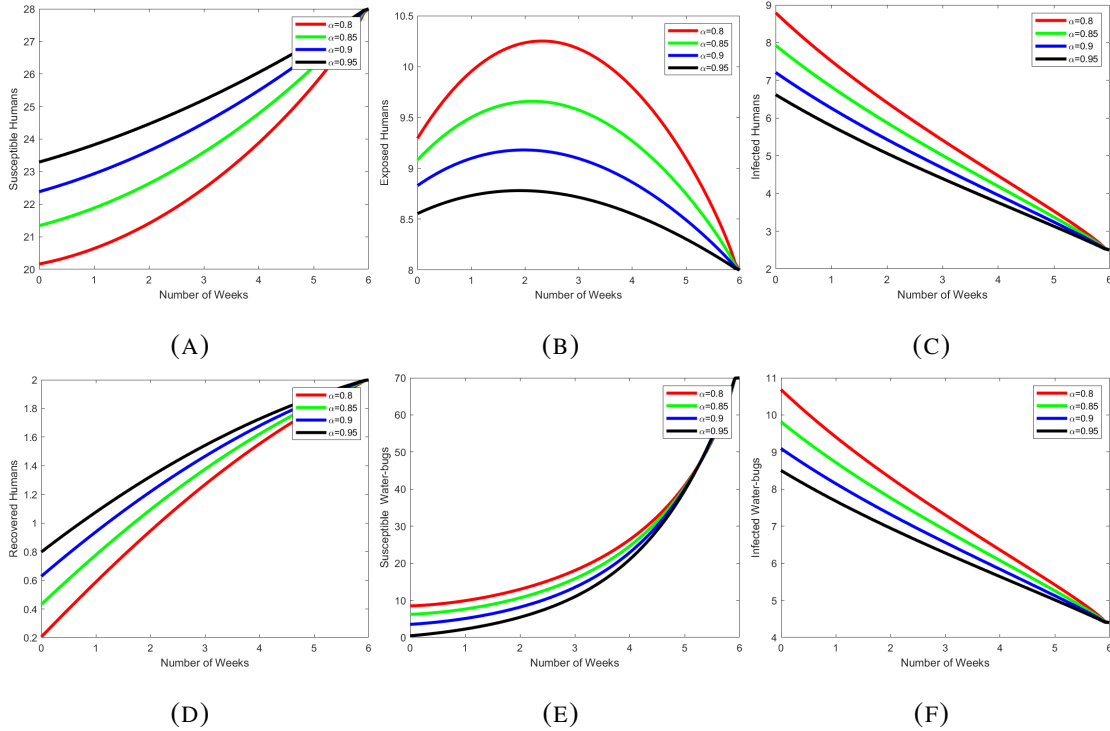 28
27
26
25
24
23
22
21
20
Susceptible Humans
0 1 2 3 4 5 6
Number of Weeks
α=0.8
α=0.85
α=0.9
α=0.95
(A)
10.5
10
9.5
9
8.5
8
Exposed Humans
0 1 2 3 4 5 6
Number of Weeks
α=0.8
α=0.85
α=0.9
α=0.95
(B)
9
8
7
6
5
4
3
2
Infected Humans
0 1 2 3 4 5 6
Number of Weeks
α=0.8
α=0.85
α=0.9
α=0.95
(C)
2
1.8
1.6
1.4
1.2
1
0.8
0.6
0.4
0.2
Recovered Humans
0 1 2 3 4 5 6
Number of Weeks
α=0.8
α=0.85
α=0.9
α=0.95
(D)
70
60
50
40
30
20
10
0
Susceptible Water-bugs
0 1 2 3 4 5 6
Number of Weeks
α=0.8
α=0.85
α=0.9
α=0.95
(E)
11
10
9
8
7
6
5
4
Infected Water-bugs
0 1 2 3 4 5 6
Number of Weeks
α=0.8
α=0.85
α=0.9
α=0.95
(F)